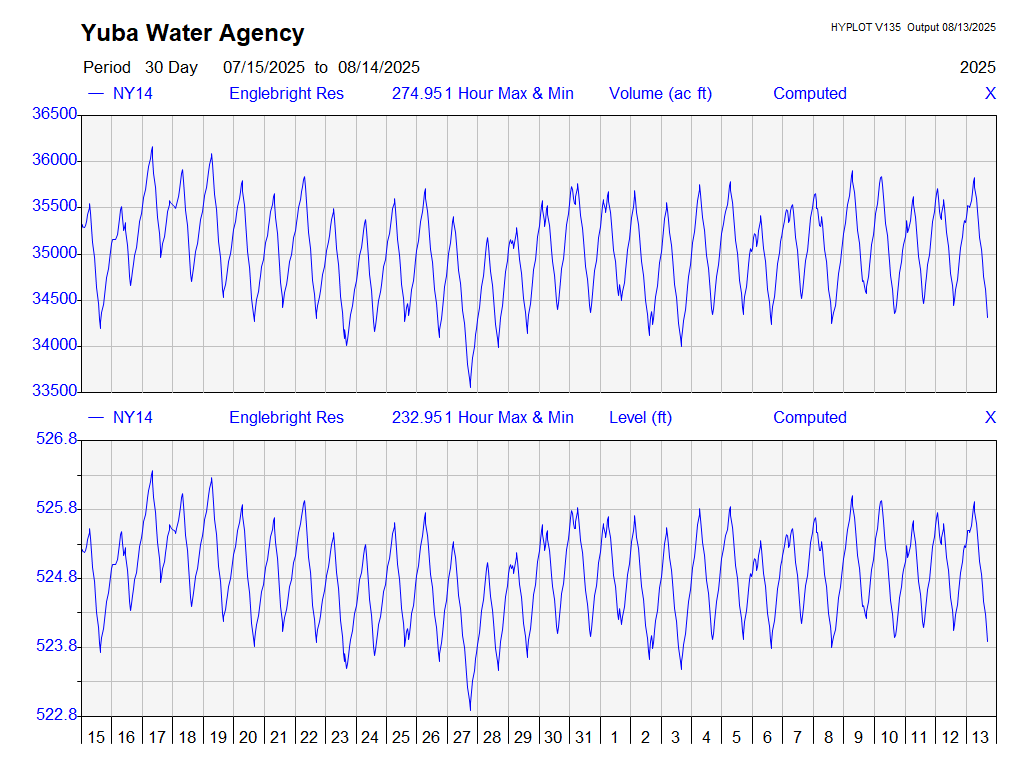 Yuba Water Agency
HYPLOT V135 Output 08/13/2025
Period 30 Day 07/15/2025 to 08/14/2025 2025
NY14 Englebright Res 274.951 Hour Max & Min Volume (ac ft) Computed X
36500
36000
35500
35000
34500
34000
33500
NY14 Englebright Res 232.951 Hour Max & Min Level (ft) Computed X
526.8
525.8
524.8
523.8
522.8
15 16 17 18 19 20 21 22 23 24 25 26 27 28 29 30 31 1 2 3 4 5 6 7 8 9 10 11 12 13